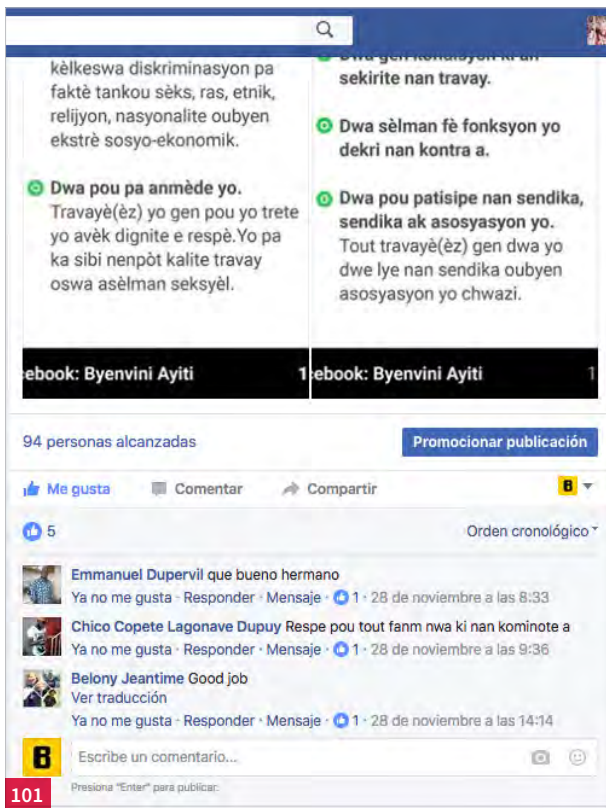 kèlkeswa diskriminasyon pa
faktè tankou sèks, ras, etnik,
relijyon, nasyonalite oubyen
ekstrè sosyo-ekonomik.
Dwa pou pa anmède yo.
Travayè(èz) yo gen pou yo trete
yo avèk dignite e respè.Yo pa
ka sibi nenpòt kalite travay
oswa asèlman seksyèl.
ebook: Byenvini Ayiti 1
Dwa gen kondisyon ki an
sekirite nan travay.
Dwa sèlman fè fonksyon yo
dekri nan kontra a.
Dwa pou patisipe nan sendika,
sendika ak asosyasyon yo.
Tout travayè(èz) gen dwa yo
dwe lye nan sendika oubyen
asosyasyon yo chwazi.
ebook: Byenvini Ayiti 1
94 personas alcanzadas Promocionar publicación
Me gusta Comentar Compartir B
5 Orden cronológico
Emmanuel Dupervil que bueno hermano
Ya no me gusta · Responder · Mensaje · 1 · 28 de noviembre a las 8:33
Chico Copete Lagonave Dupuy Respe pou tout fanm nwa ki nan kominote a
Ya no me gusta · Responder · Mensaje · 1 · 28 de noviembre a las 9:36
Belony Jeantime Good job
Ver traducción
Ya no me gusta · Responder · Mensaje · 1 · 28 de noviembre a las 14:14
B Escribe un comentario...
Presiona "Enter" para publicar.
101